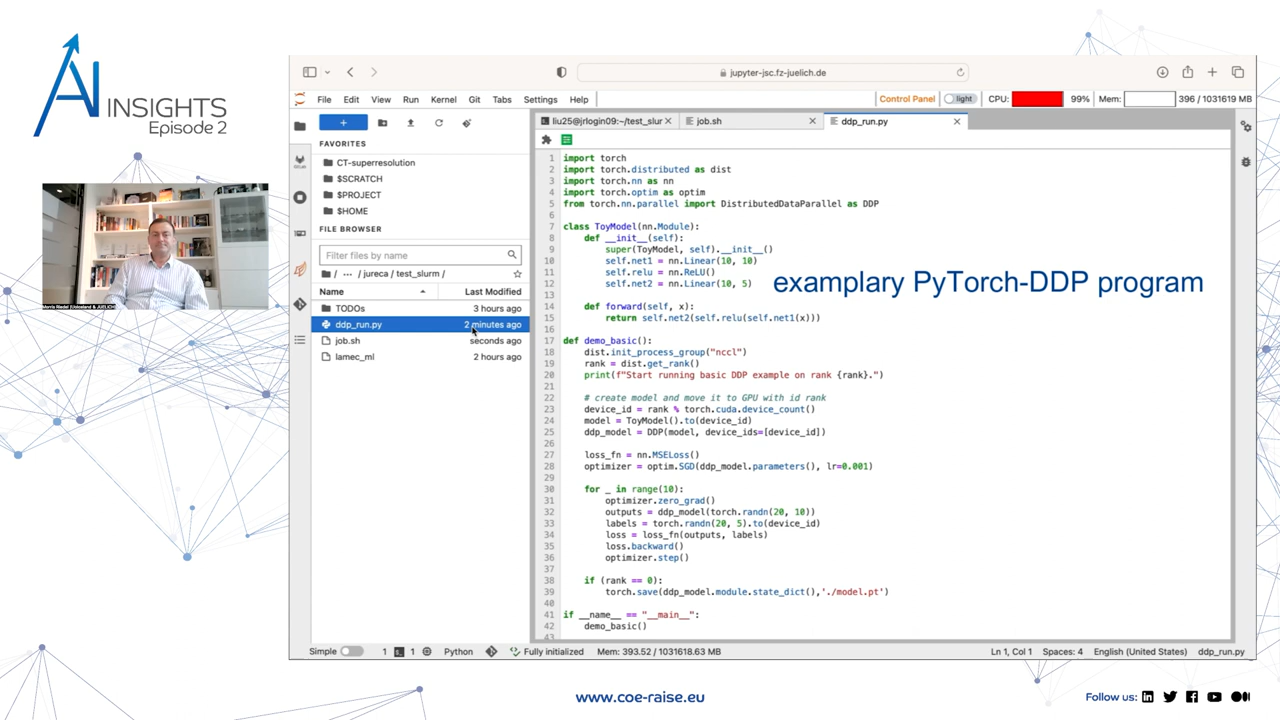 AI INSIGHTS
Episode 2
jupyter-jsc.fz-juelich.de
File Edit View Run Kernel Git Tabs Settings Help
Control Panel light CPU: 99% Mem: 396 / 1031619 MB
+
FAVORITES
CT-superresolution
$SCRATCH
$PROJECT
$HOME
FILE BROWSER
Filter files by name
/ ··· / jureca / test_slurm /
Name Last Modified
TODOs 3 hours ago
ddp_run.py 2 minutes ago
job.sh seconds ago
lamec_ml 2 hours ago
liu25@jrlogin09:~/test_slur job.sh ddp_run.py
1 import torch
2 import torch.distributed as dist
3 import torch.nn as nn
4 import torch.optim as optim
5 from torch.nn.parallel import DistributedDataParallel as DDP
6
7 class ToyModel(nn.Module):
8 def __init__(self):
9 super(ToyModel, self).__init__()
10 self.net1 = nn.Linear(10, 10)
11 self.relu = nn.ReLU()
12 self.net2 = nn.Linear(10, 5)
13
14 def forward(self, x):
15 return self.net2(self.relu(self.net1(x)))
16
17 def demo_basic():
18 dist.init_process_group("nccl")
19 rank = dist.get_rank()
20 print(f"Start running basic DDP example on rank {rank}.")
21
22 # create model and move it to GPU with id rank
23 device_id = rank % torch.cuda.device_count()
24 model = ToyModel().to(device_id)
25 ddp_model = DDP(model, device_ids=[device_id])
26
27 loss_fn = nn.MSELoss()
28 optimizer = optim.SGD(ddp_model.parameters(), lr=0.001)
29
30 for _ in range(10):
31 optimizer.zero_grad()
32 outputs = ddp_model(torch.randn(20, 10))
33 labels = torch.randn(20, 5).to(device_id)
34 loss = loss_fn(outputs, labels)
35 loss.backward()
36 optimizer.step()
37
38 if (rank == 0):
39 torch.save(ddp_model.module.state_dict(),'./model.pt')
40
41 if __name__ == "__main__":
42 demo_basic()
43
examplary PyTorch-DDP program
Simple 1 1 Python Fully initialized Mem: 393.52 / 1031618.63 MB
Ln 1, Col 1 Spaces: 4 English (United States) ddp_run.py
www.coe-raise.eu
Follow us: